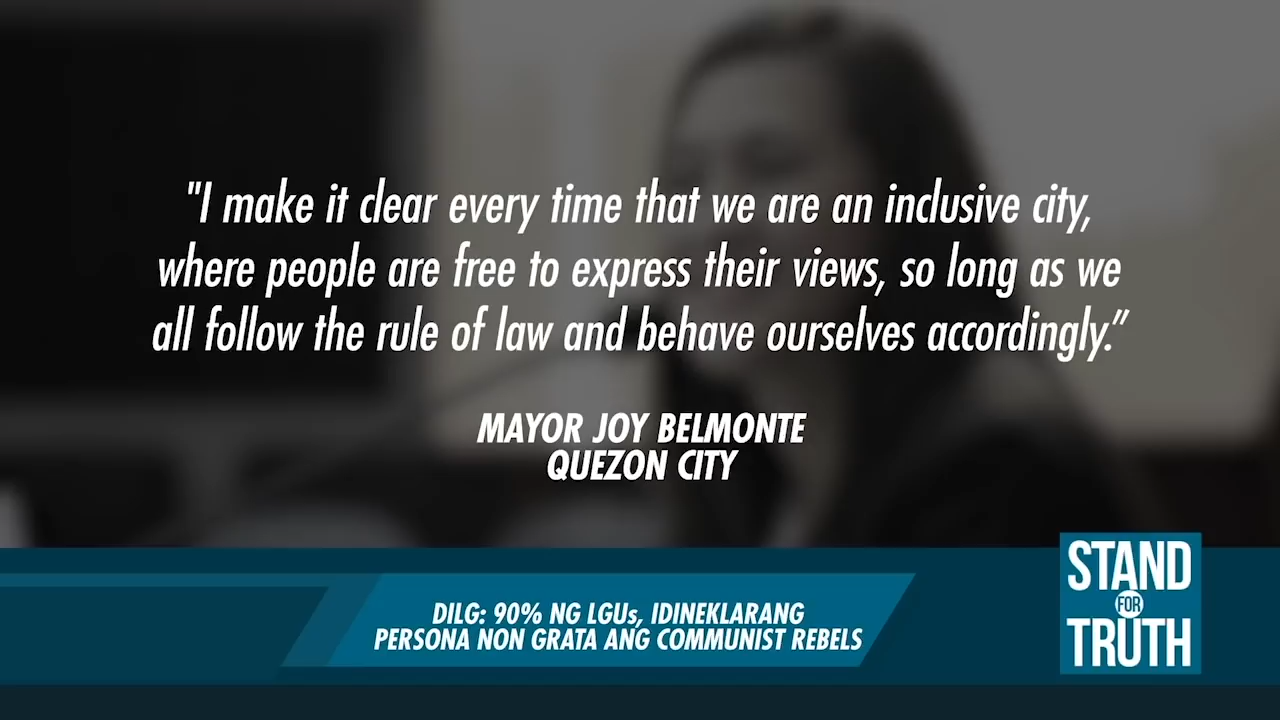 "I make it clear every time that we are an inclusive city,
where people are free to express their views, so long as we
all follow the rule of law and behave ourselves accordingly.”
MAYOR JOY BELMONTE
QUEZON CITY
DILG: 90% NG LGUs, IDINEKLARANG
PERSONA NON GRATA ANG COMMUNIST REBELS
STAND
FOR
TRUTH